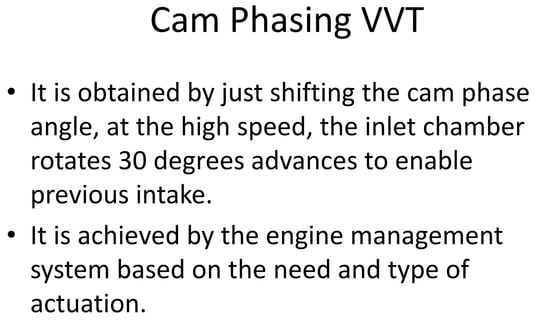 Cam Phasing VVT
• It is obtained by just shifting the cam phase
angle, at the high speed, the inlet chamber
rotates 30 degrees advances to enable
previous intake.
• It is achieved by the engine management
system based on the need and type of
actuation.